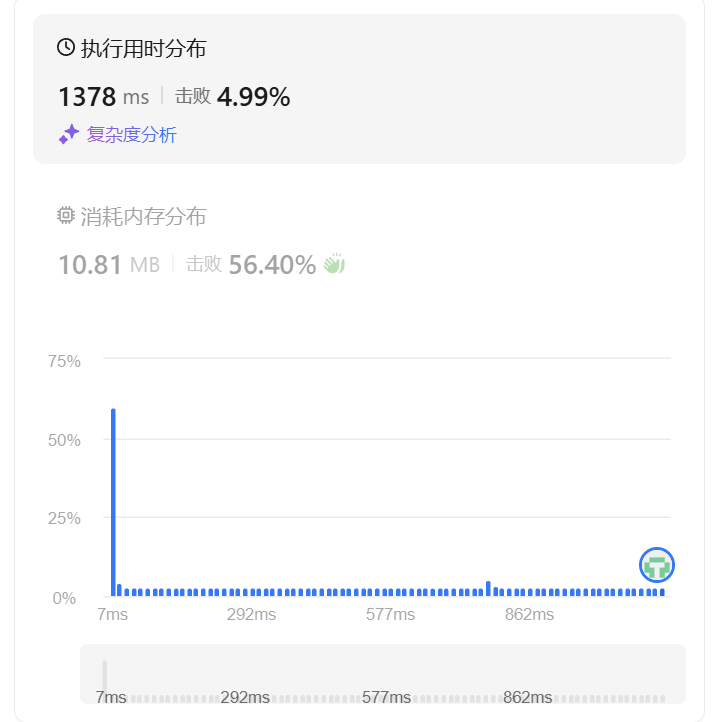 执行用时分布
1378 ms 击败 4.99%
复杂度分析
消耗内存分布
10.81 MB 击败 56.40%
75%
50%
25%
0%
7ms 292ms 577ms 862ms
7ms 292ms 577ms 862ms